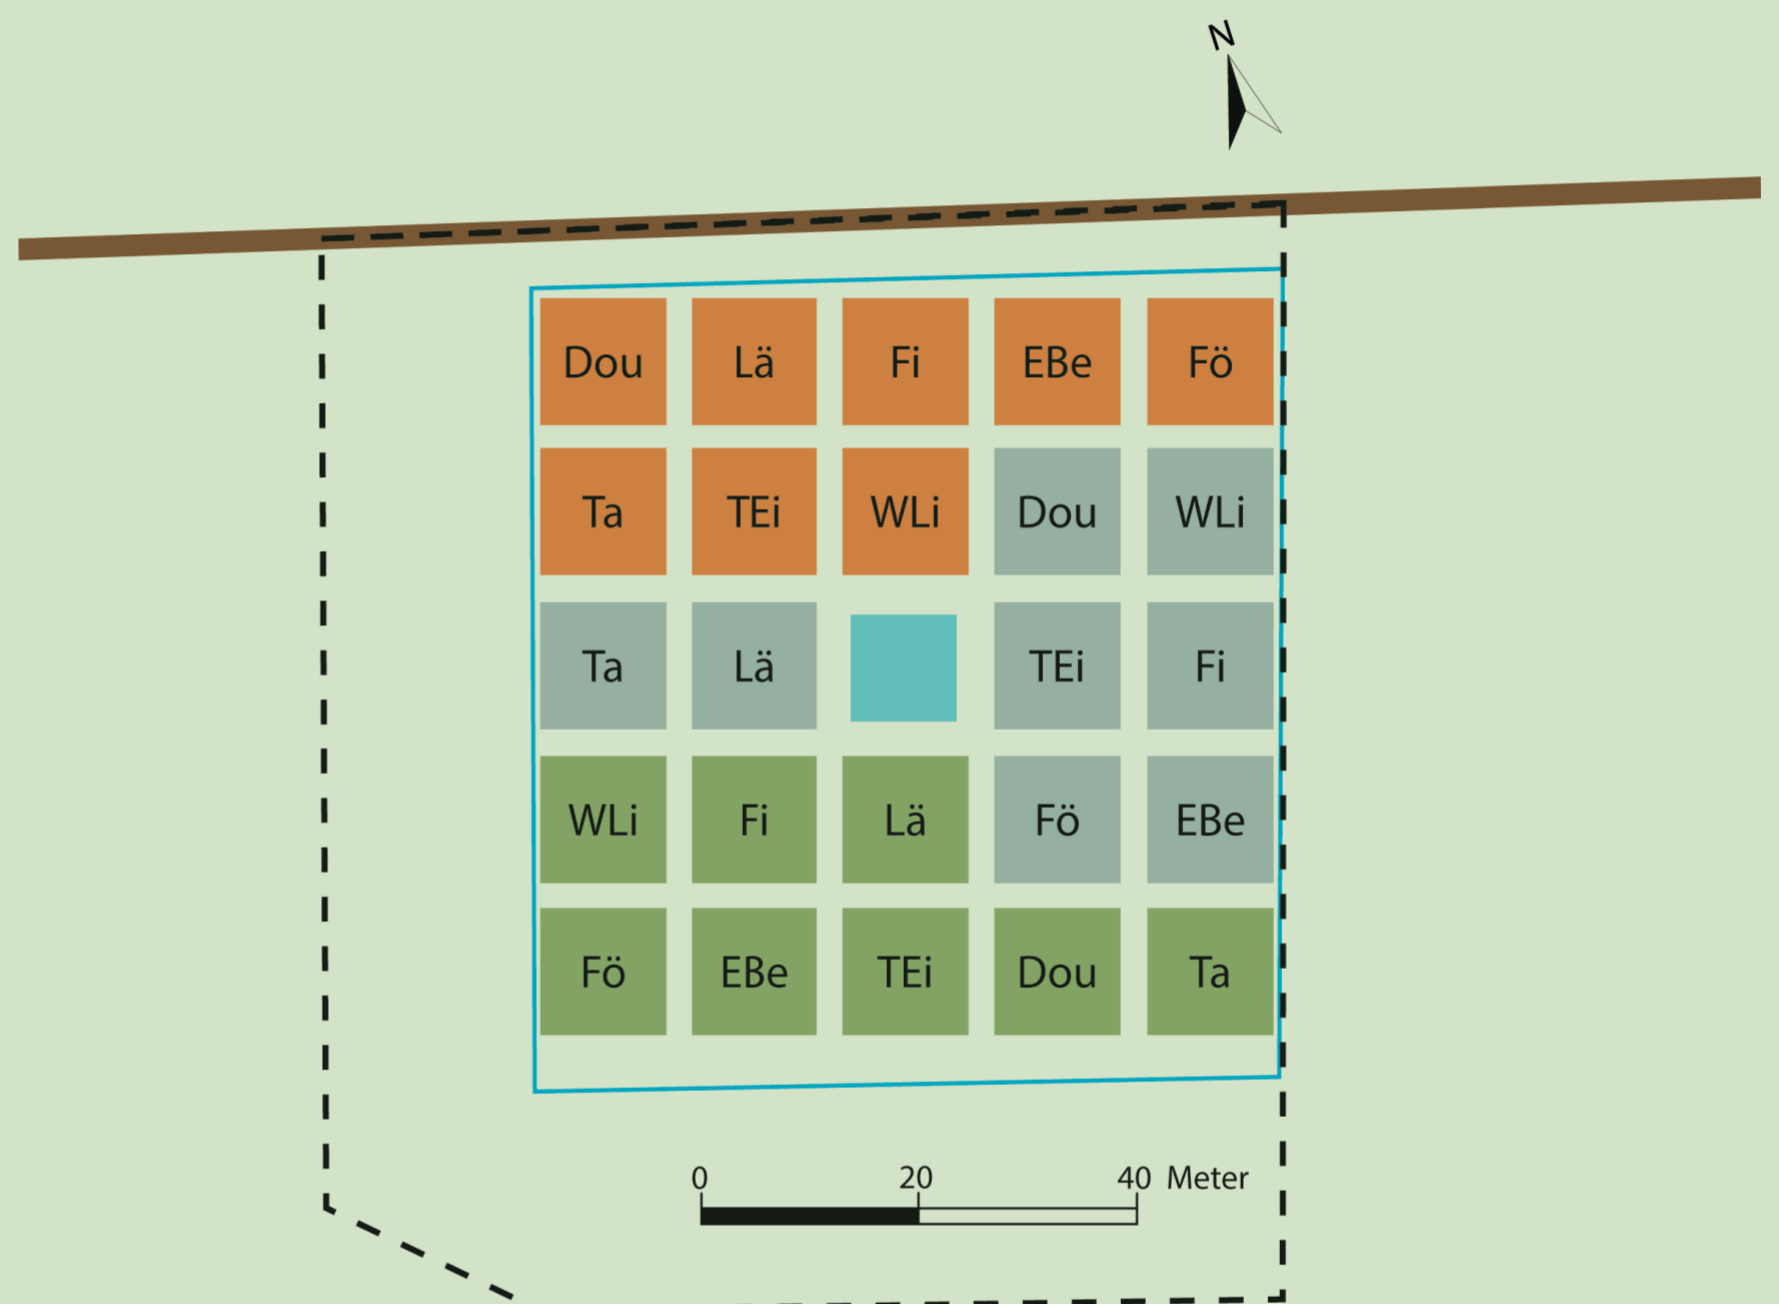 N
Dou Lä Fi EBe Fö
Ta TEi WLi Dou WLi
Ta Lä TEi Fi
WLi Fi Lä Fö EBe
Fö EBe TEi Dou Ta
0 20 40 Meter